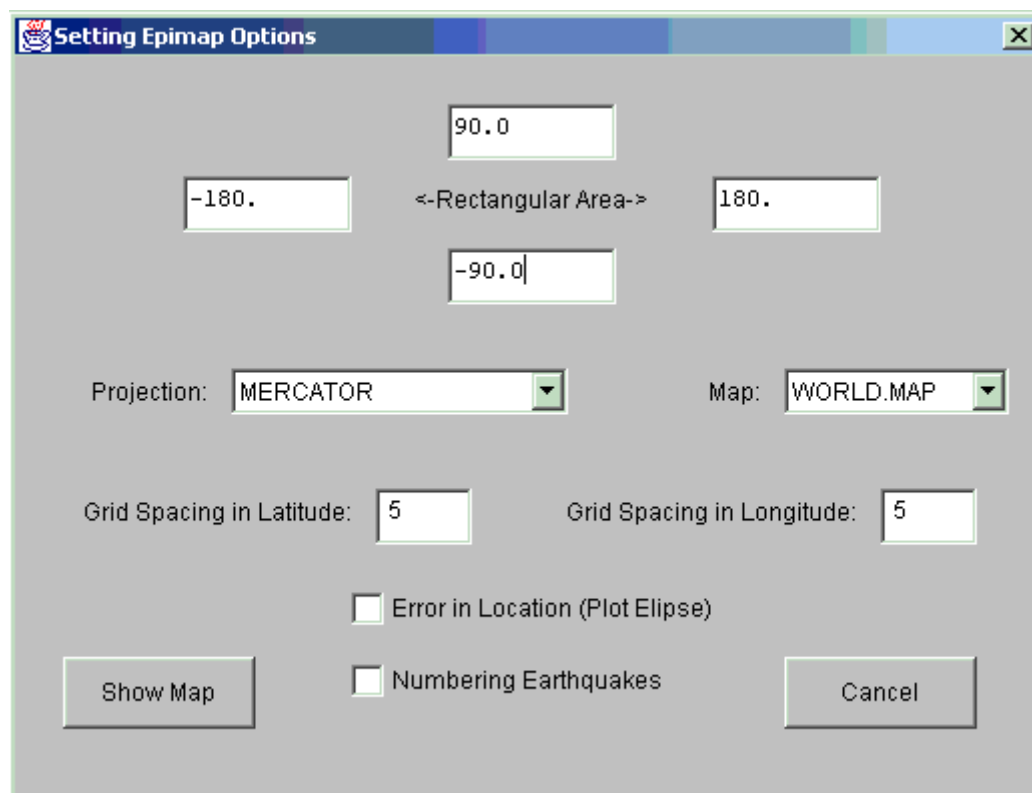 Setting Epimap Options
90.0
-180. <-Rectangular Area-> 180.
-90.0
Projection: MERCATOR Map: WORLD.MAP
Grid Spacing in Latitude: 5 Grid Spacing in Longitude: 5
Error in Location (Plot Elipse)
Show Map Numbering Earthquakes Cancel